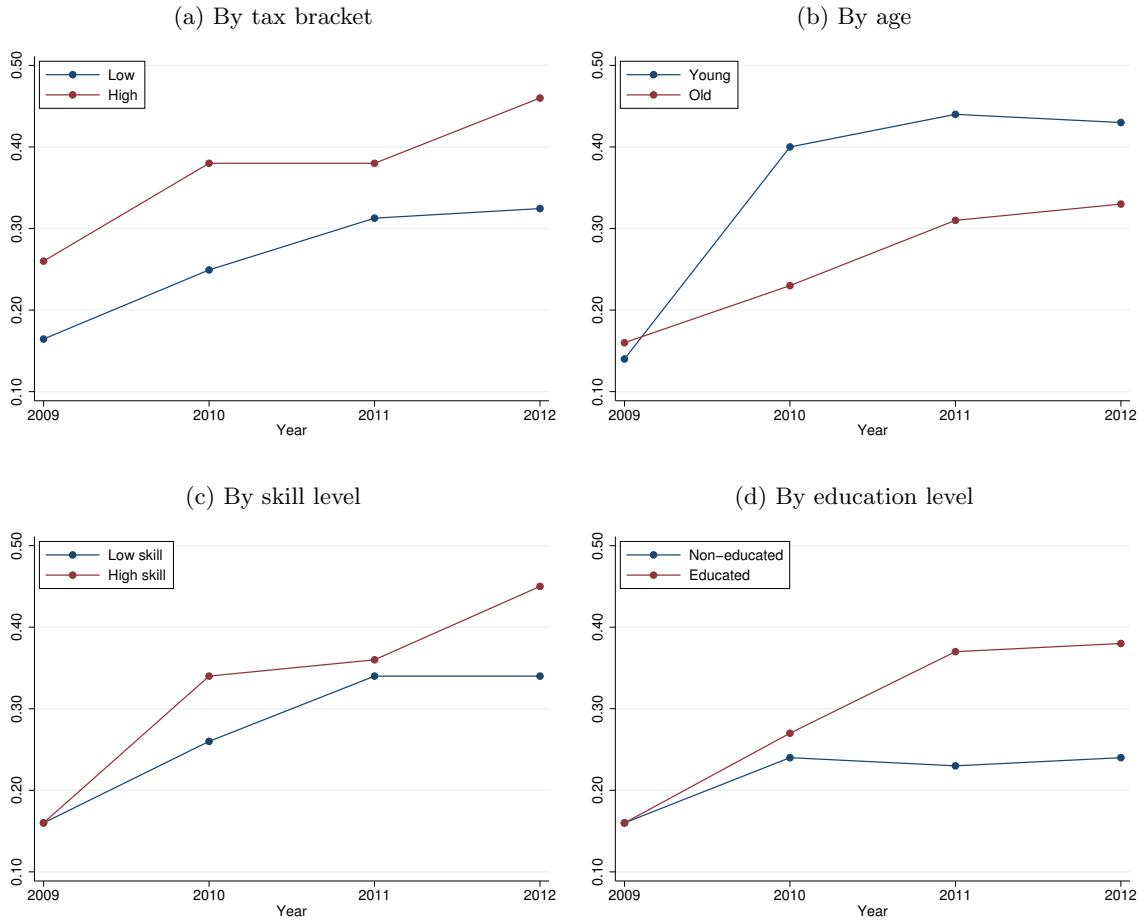 (a) By tax bracket
Low
High
0.50
0.40
0.30
0.20
0.10
2009 2010 2011 2012
Year
(b) By age
Young
Old
0.50
0.40
0.30
0.20
0.10
2009 2010 2011 2012
Year
(c) By skill level
Low skill
High skill
0.50
0.40
0.30
0.20
0.10
2009 2010 2011 2012
Year
(d) By education level
Non−educated
Educated
0.50
0.40
0.30
0.20
0.10
2009 2010 2011 2012
Year